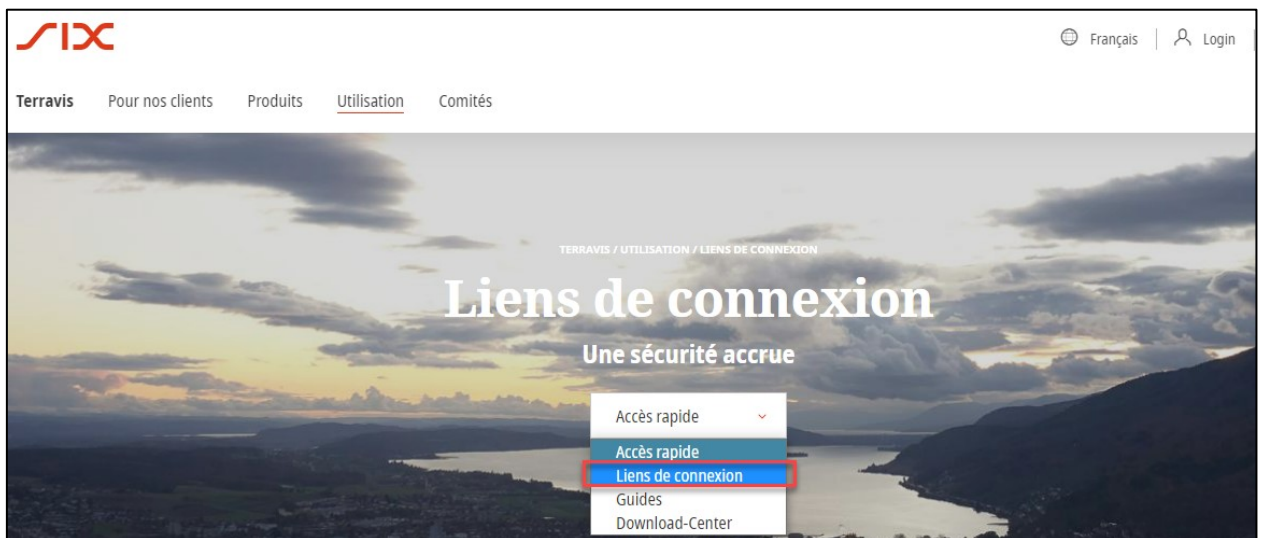 SIX
Français | Login |
Terravis Pour nos clients Produits Utilisation Comités
TERRAVIS / UTILISATION / LIENS DE CONNEXION
Liens de connexion
Une sécurité accrue
Accès rapide
Accès rapide
Liens de connexion
Guides
Download-Center